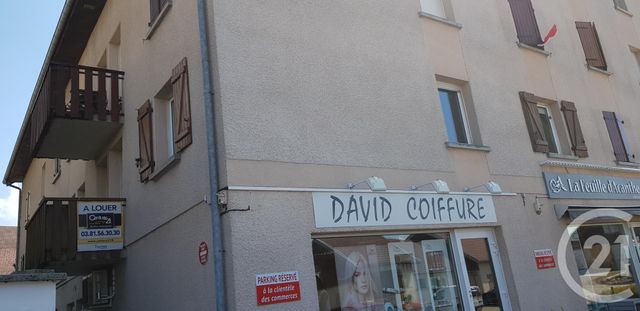 A LOUER
Century 21
03.81.56.30.30
DAVID COIFFURE
La Feuille d'Acanthe
PARKING RÉSERVÉ
à la clientèle
des commerces
21